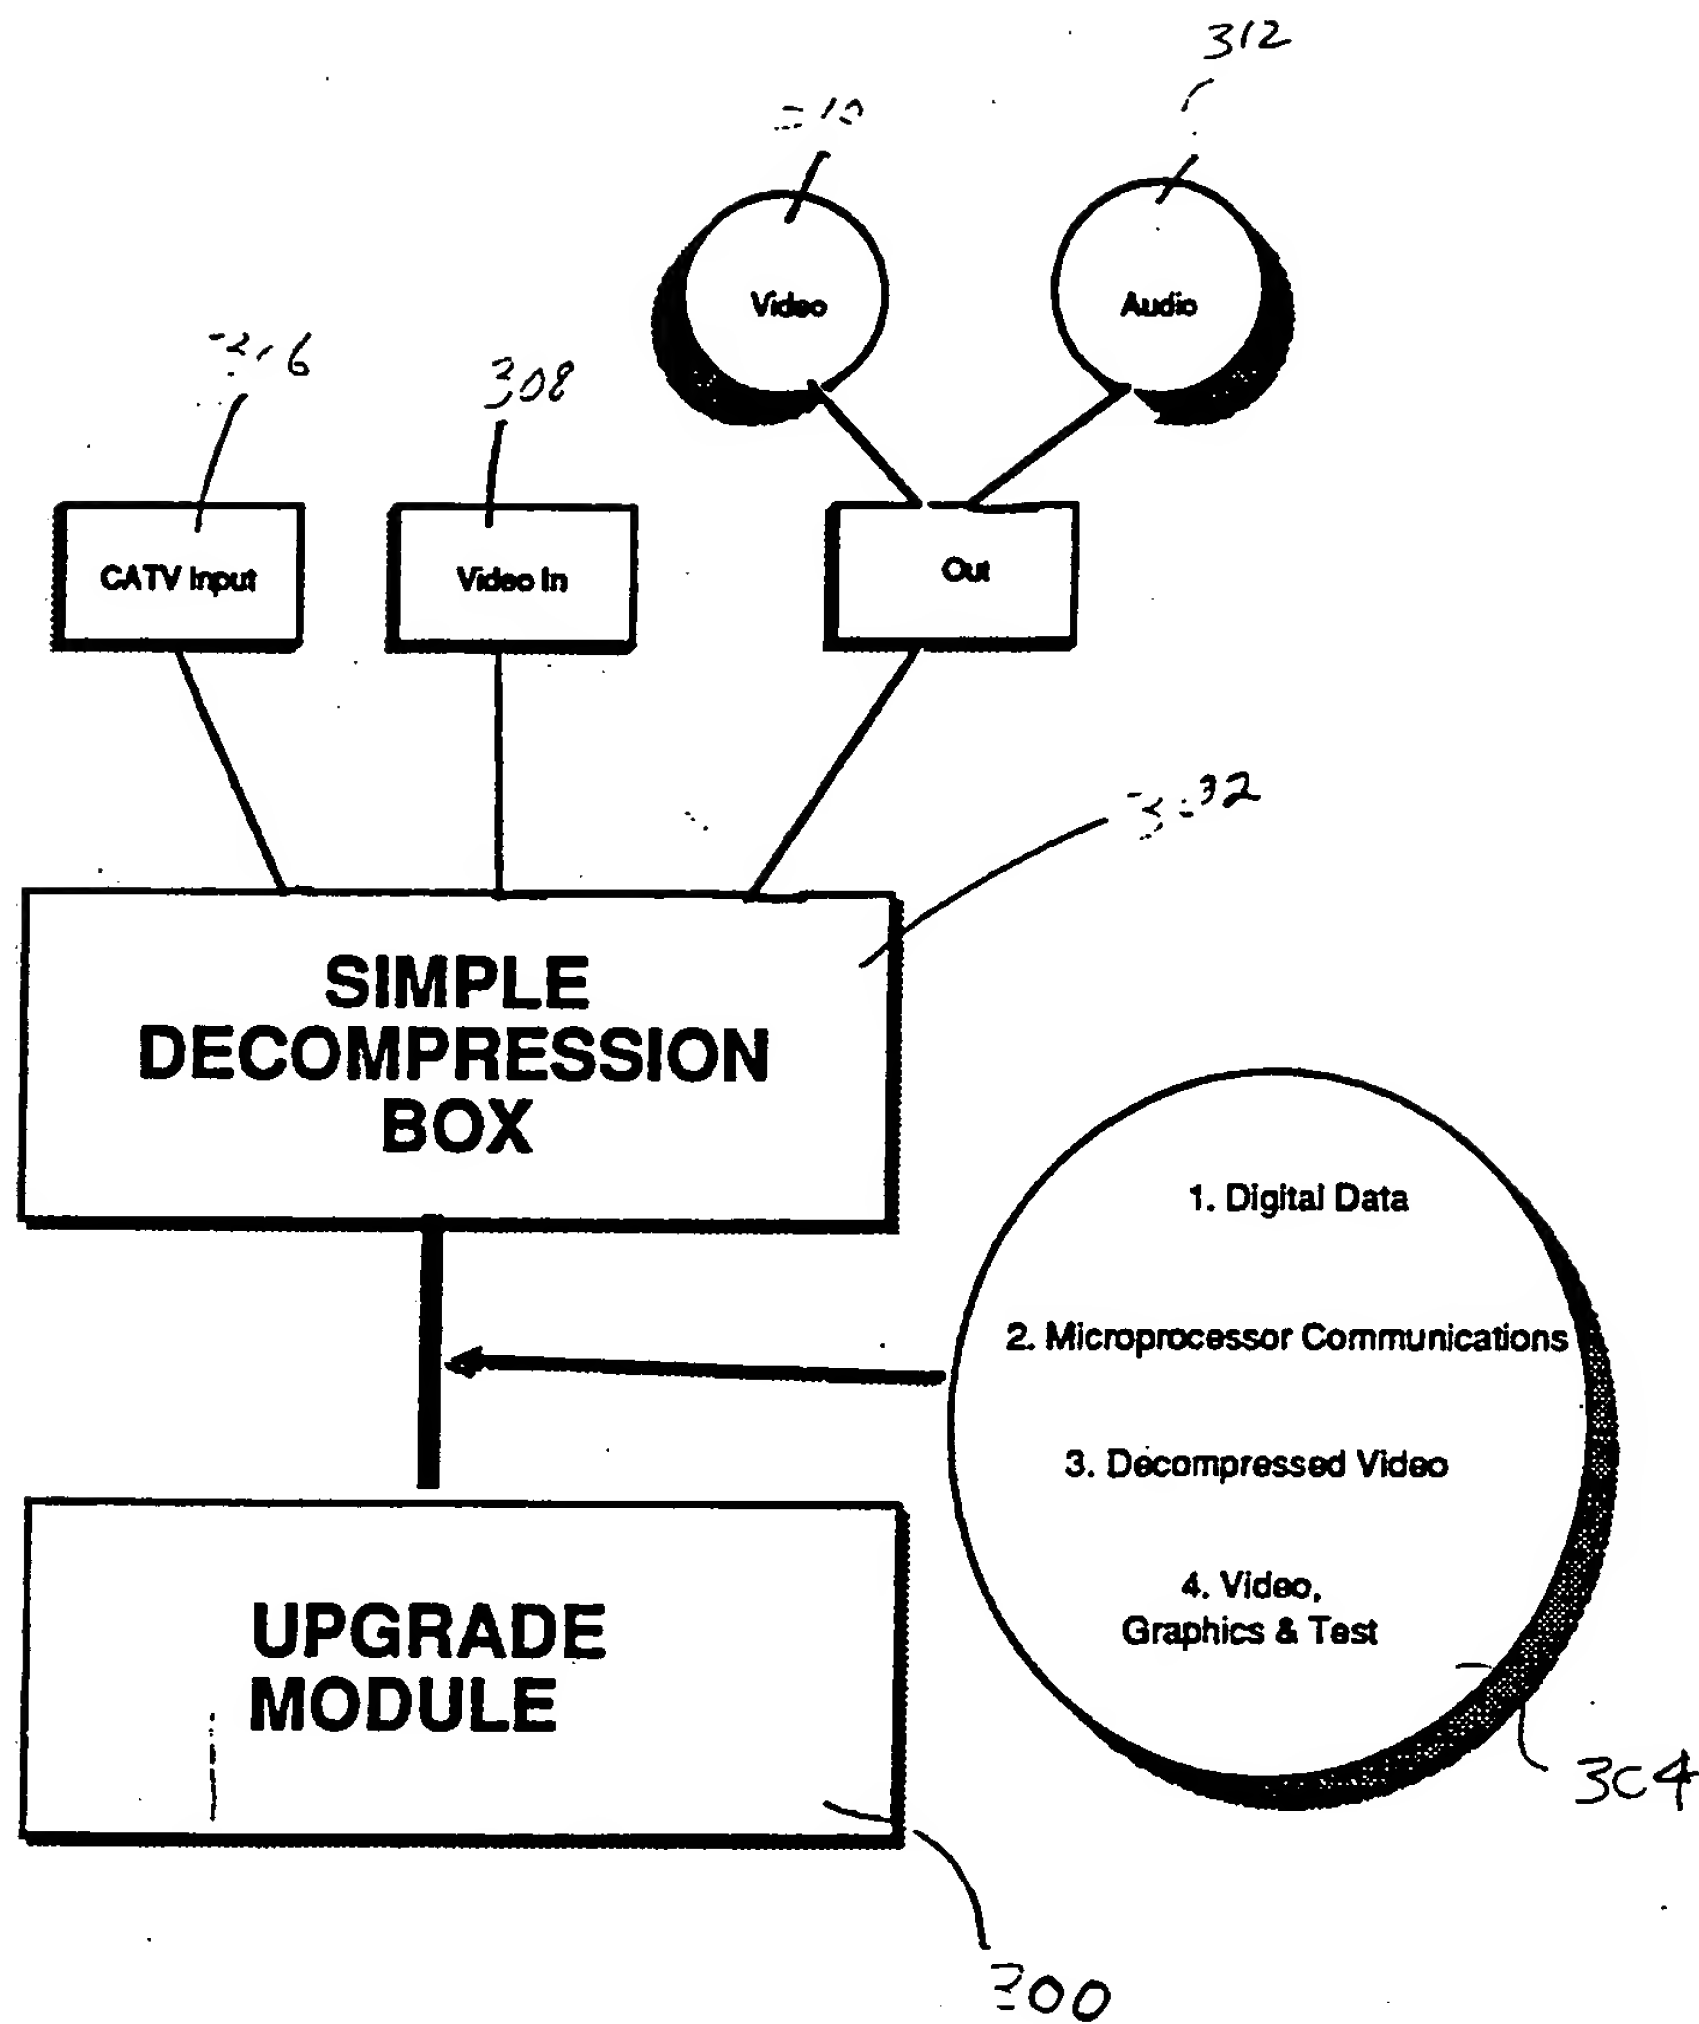 312
Video
Audio
308
CATV Input
Video In
Out
SIMPLE
DECOMPRESSION
BOX
1. Digital Data
2. Microprocessor Communications
3. Decompressed Video
4. Video,
Graphics & Test
UPGRADE
MODULE
304
300